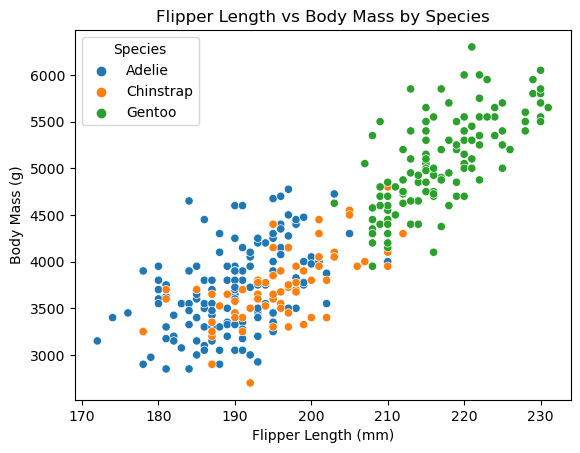 Flipper Length vs Body Mass by Species
Species
Adelie
Chinstrap
Gentoo
6000
5500
5000
4500
4000
3500
3000
Body Mass (g)
170 180 190 200 210 220 230
Flipper Length (mm)